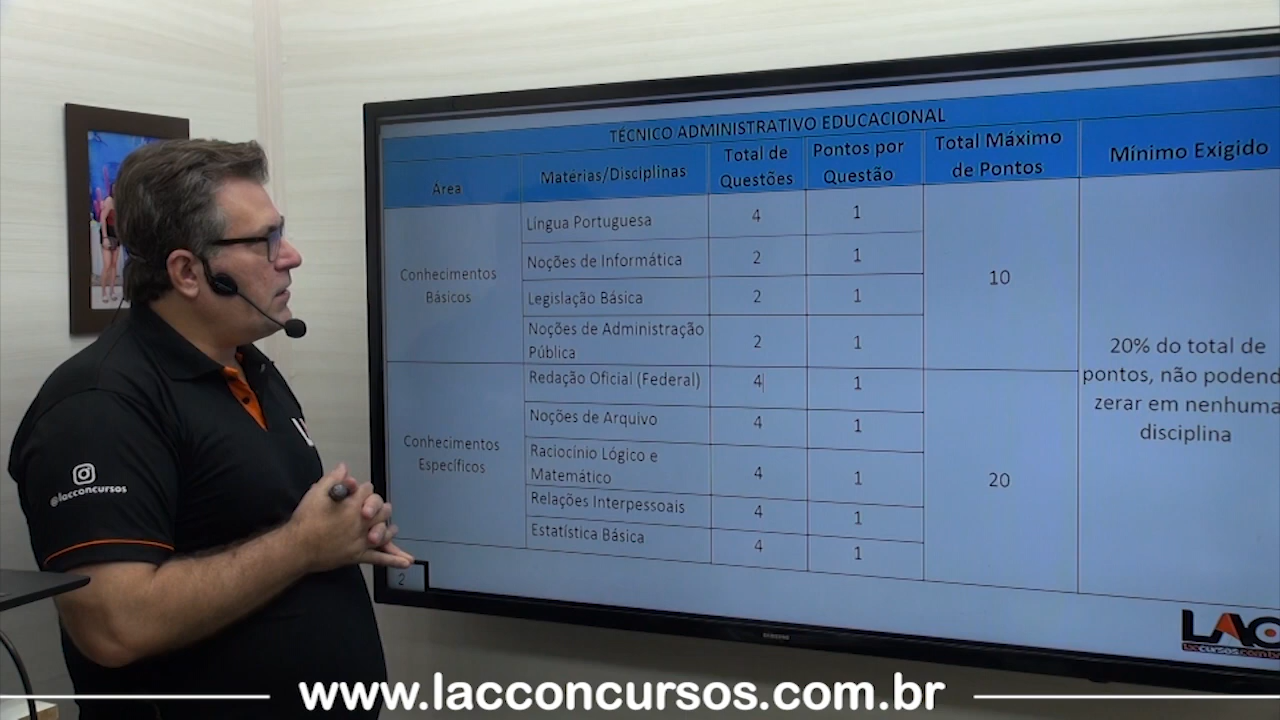 TÉCNICO ADMINISTRATIVO EDUCACIONAL
Área
Matérias/Disciplinas
Total de
Questões
Pontos por
Questão
Total Máximo
de Pontos
Mínimo Exigido
Conhecimentos
Básicos
Língua Portuguesa
4
1
Noções de Informática
2
1
Legislação Básica
2
1
Noções de Administração
Pública
2
1
10
Conhecimentos
Específicos
Redação Oficial (Federal)
4
1
Noções de Arquivo
4
1
Raciocínio Lógico e
Matemático
4
1
Relações Interpessoais
4
1
Estatística Básica
4
1
20
20% do total de
pontos, não podend
zerar em nenhuma
disciplina
2
LAC
laccursos.com.b
SAMSUNG
@lacconcursos
www.lacconcursos.com.br